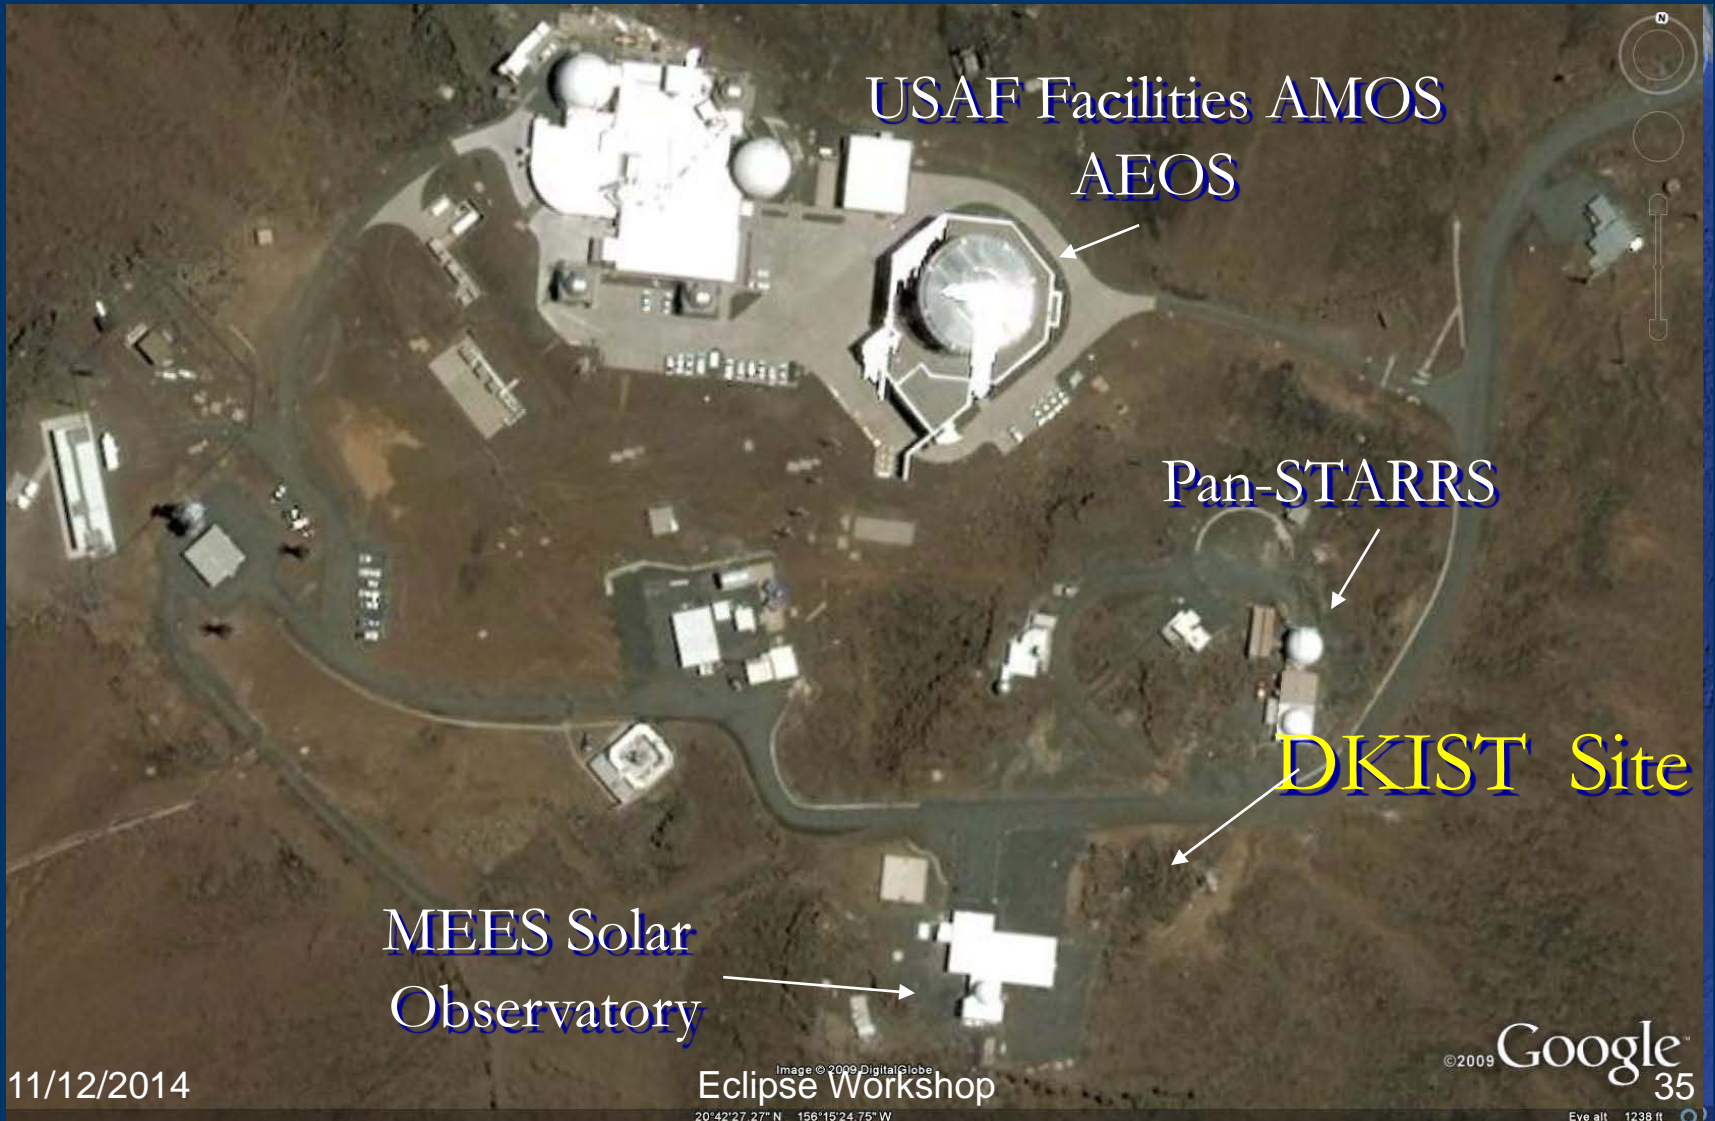 N
USAF Facilities AMOS
AEOS
Pan-STARRS
DKIST Site
MEES Solar
Observatory
©2009 Google™
Image © 2009 DigitalGlobe
11/12/2014
Eclipse Workshop
35
20°42'27.27" N 156°15'24.75" W
Eye alt 1238 ft